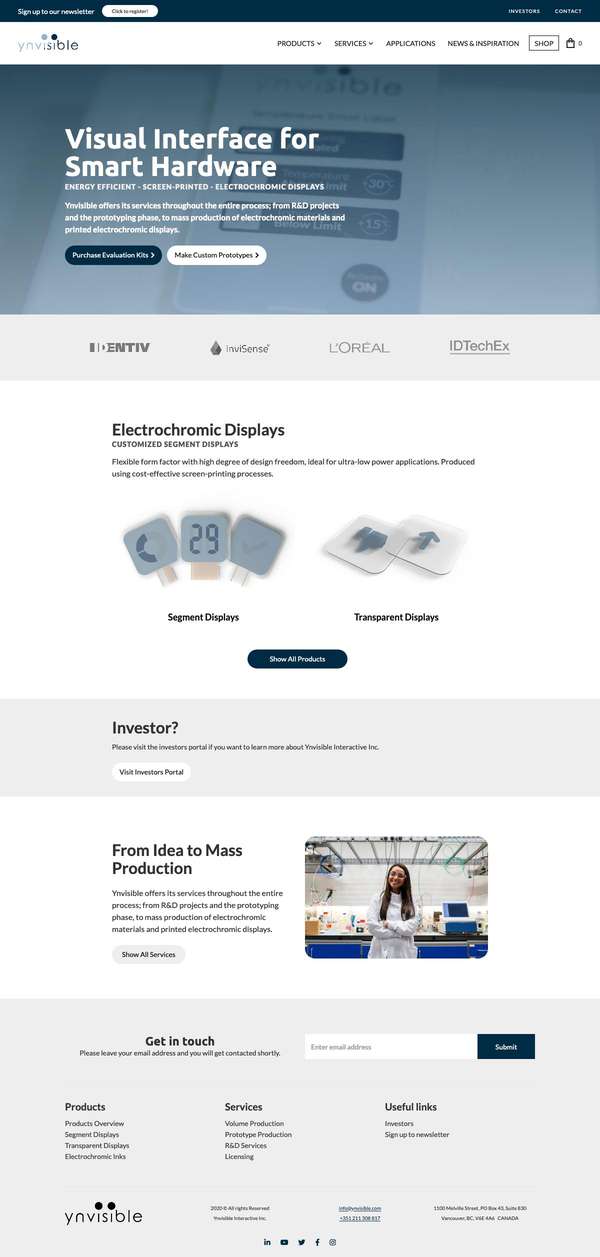 Sign up to our newsletter
Click to register!
INVESTORS
CONTACT
ynvisible
PRODUCTS
SERVICES
APPLICATIONS
NEWS & INSPIRATION
SHOP
0
Visual Interface for
Smart Hardware
ENERGY EFFICIENT - SCREEN-PRINTED - ELECTROCHROMIC DISPLAYS
Ynvisible offers its services throughout the entire process; from R&D projects
and the prototyping phase, to mass production of electrochromic materials and
printed electrochromic displays.
Purchase Evaluation Kits
Make Custom Prototypes
+30°
+15°
Below Limit
ON
IDENTIV
inviSense
L'ORÉAL
IDTechEx
Electrochromic Displays
CUSTOMIZED SEGMENT DISPLAYS
Flexible form factor with high degree of design freedom, ideal for ultra-low power applications. Produced
using cost-effective screen-printing processes.
29
Segment Displays
Transparent Displays
Show All Products
Investor?
Please visit the investors portal if you want to learn more about Ynvisible Interactive Inc.
Visit Investors Portal
From Idea to Mass
Production
Ynvisible offers its services throughout the entire
process; from R&D projects and the prototyping
phase, to mass production of electrochromic
materials and printed electrochromic displays.
Show All Services
Get in touch
Please leave your email address and you will get contacted shortly.
Enter email address
Submit
Products
Products Overview
Segment Displays
Transparent Displays
Electrochromic Inks
Services
Volume Production
Prototype Production
R&D Services
Licensing
Useful links
Investors
Sign up to newsletter
ynvisible
2020 © All rights Reserved
Ynvisible Interactive Inc.
info@ynvisible.com
+351 211 308 617
1100 Melville Street, PO Box 43, Suite 830
Vancouver, BC, V6E 4A6 CANADA